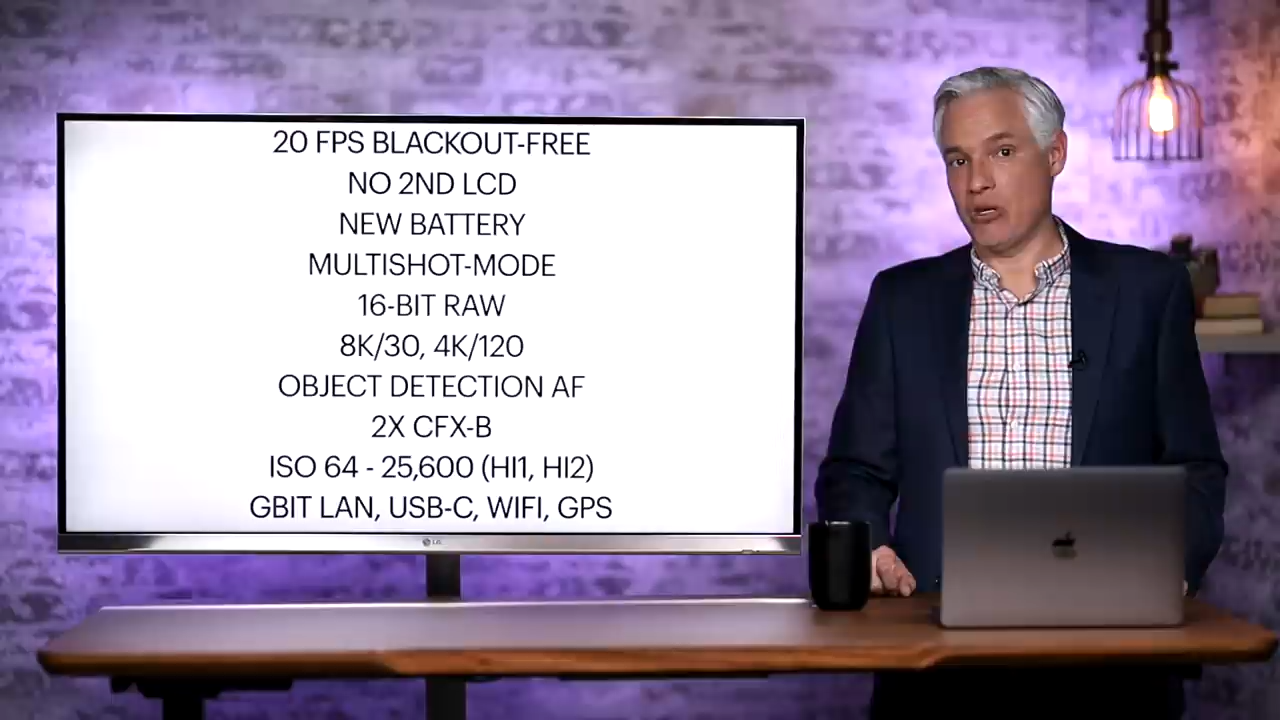 20 FPS BLACKOUT-FREE
NO 2ND LCD
NEW BATTERY
MULTISHOT-MODE
16-BIT RAW
8K/30, 4K/120
OBJECT DETECTION AF
2X CFX-B
ISO 64 - 25,600 (HI1, HI2)
GBIT LAN, USB-C, WIFI, GPS
LG